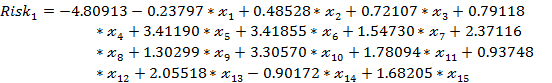 Risk₁ = −4.80913 − 0.23797 * x₁ + 0.48528 * x₂ + 0.72107 * x₃ + 0.79118
* x₄ + 3.41190 * x₅ + 3.41855 * x₆ + 1.54730 * x₇ + 2.37116
* x₈ + 1.30299 * x₉ + 3.30570 * x₁₀ + 1.78094 * x₁₁ + 0.93748
* x₁₂ + 2.05518 * x₁₃ − 0.90172 * x₁₄ + 1.68205 * x₁₅